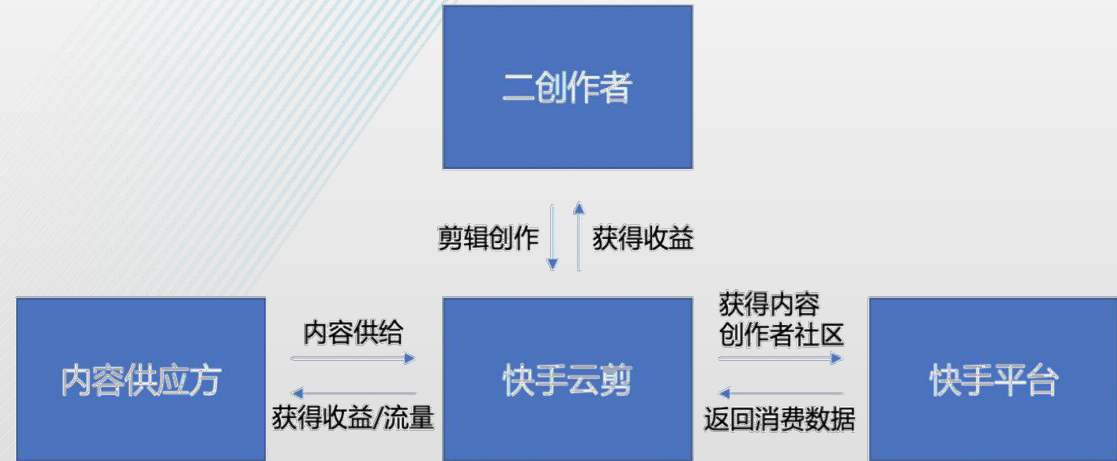 二创作者
剪辑创作
获得收益
内容供应方
内容供给
获得收益/流量
快手云剪
获得内容
创作者社区
返回消费数据
快手平台